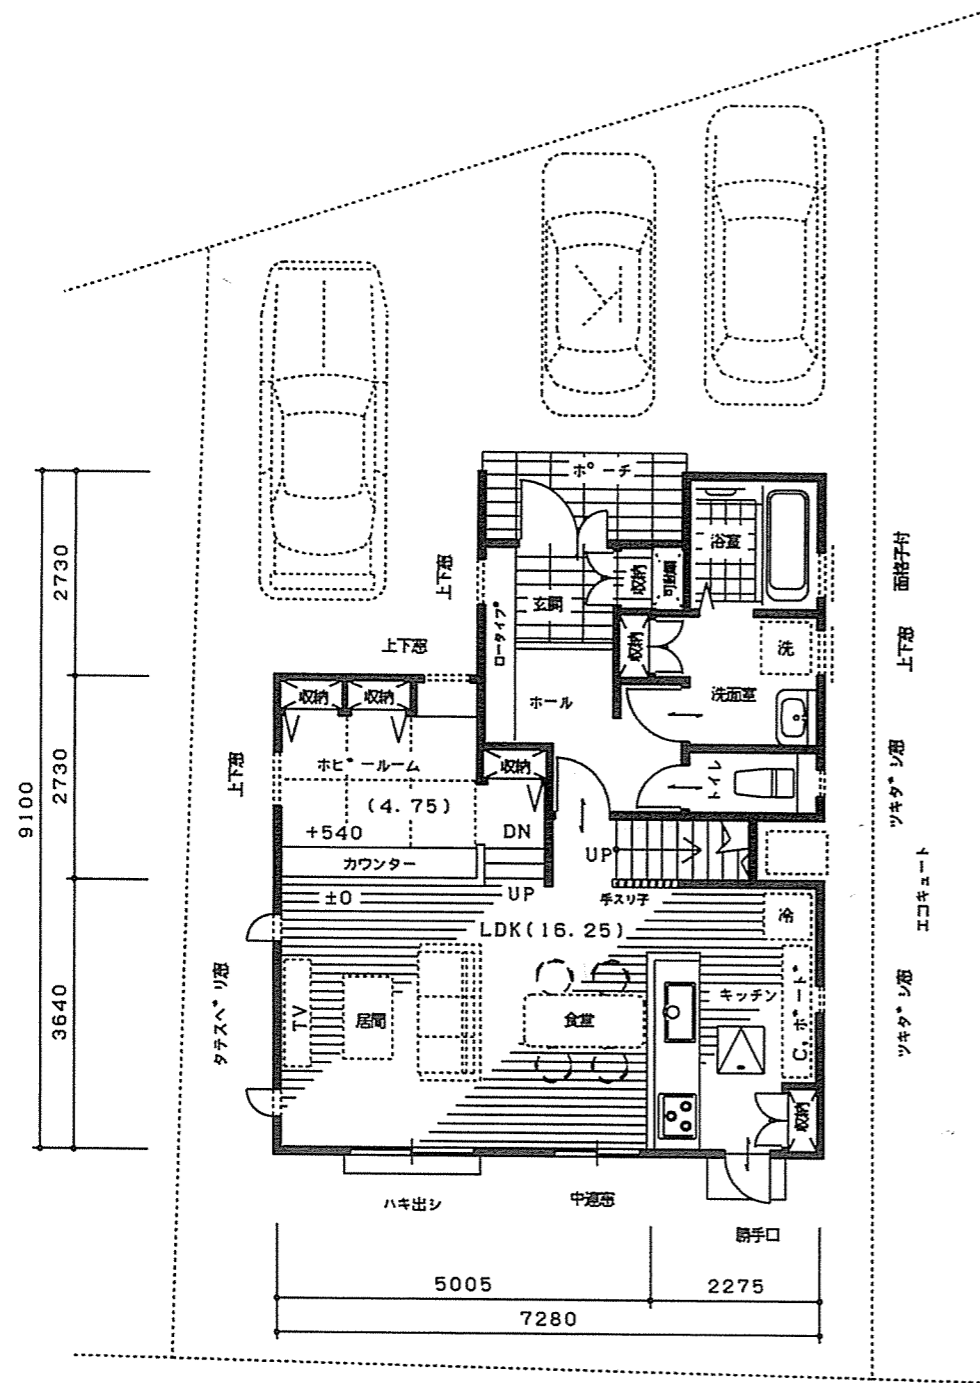 ポーチ
浴室
玄関
収納
可動棚
ロータイプ
収納
洗
上下窓
面格子付
上下窓
上下窓
2730
収納
収納
ホール
洗面室
トイレ
ホビールーム
(4.75)
収納
上下窓
ツキダシ窓
9100
2730
+540
DN
カウンター
UP
±0
UP
手スリ子
LDK(16.25)
冷
エコキュート
タテスベリ窓
TV
居間
食堂
キッチン
C,ボード
ツキダシ窓
3640
収納
ハキ出シ
中連窓
勝手口
5005
2275
7280